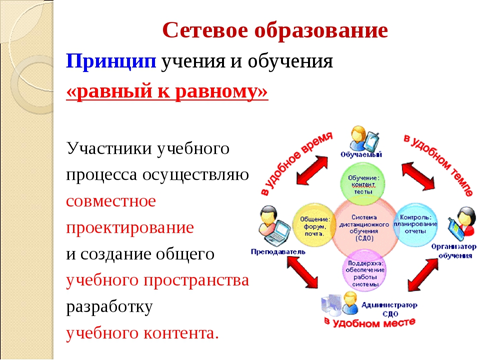 Сетевое образование
Принцип учения и обучения
«равный к равному»
Участники учебного
процесса осуществляю
совместное
проектирование
и создание общего
учебного пространства
разработку
учебного контента.
в удобное время
в удобном темпе
Обучаемый
Обучение:
контент
тесты
Общение:
форум,
почта.
Система
дистанционного
обучения
(СДО)
Контроль:
планирование
отчеты
Преподаватель
Организатор
обучения
Поддержка:
обеспечение
работы
системы
Администратор
СДО
в удобном месте